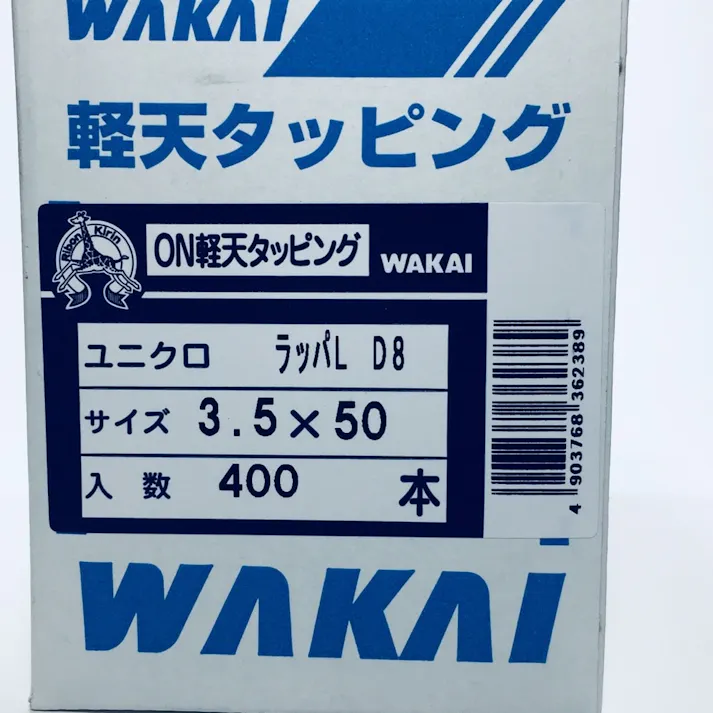 WAKAI
軽天タッピング
Ribon Kirin
ON軽天タッピング WAKAI
ユニクロ ラッパL D8
サイズ 3.5×50
入数 400 本
4 903768 362389
WAKAI